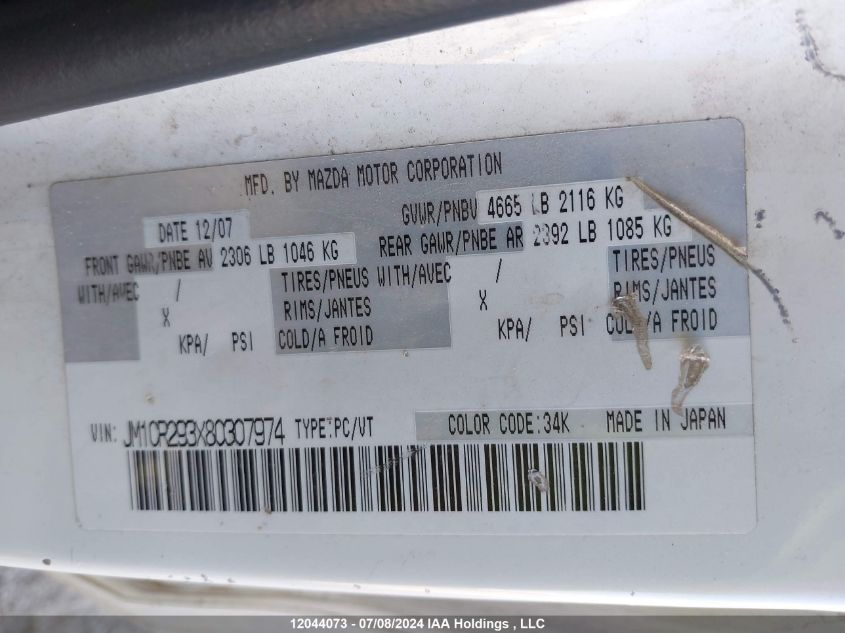 MFD. BY MAZDA MOTOR CORPORATION
DATE 12/07 GVWR/PNBV 4665 LB 2116 KG
FRONT GAWR/PNBE AV 2306 LB 1046 KG REAR GAWR/PNBE AR 2392 LB 1085 KG
WITH/AVEC / TIRES/PNEUS WITH/AVEC / TIRES/PNEUS
X RIMS/JANTES X RIMS/JANTES
KPA/ PSI COLD/A FROID KPA/ PSI COLD/A FROID
VIN: JM1CR293X80307974 TYPE:PC/VT COLOR CODE:34K MADE IN JAPAN
12044073 - 07/08/2024 IAA Holdings , LLC